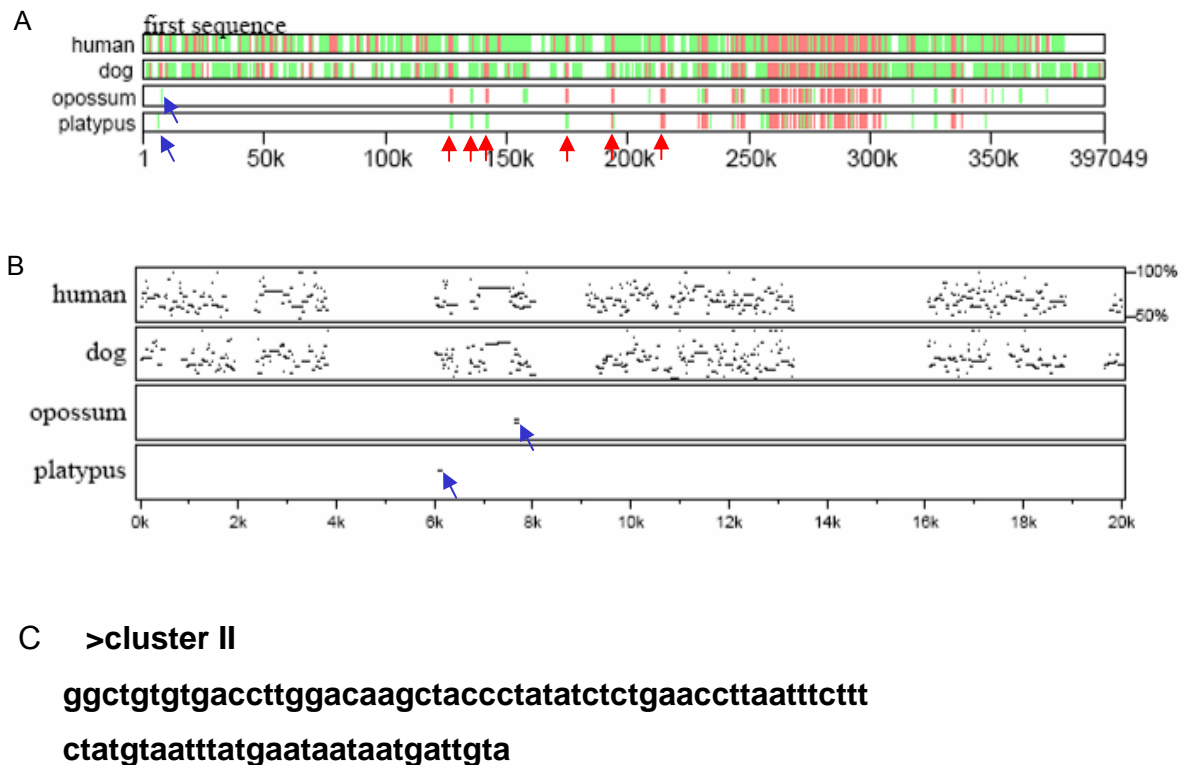 A
first sequence
human
dog
opossum
platypus
1 50k 100k 150k 200k 250k 300k 350k 397049
B
human
100%
50%
dog
opossum
platypus
0k 2k 4k 6k 8k 10k 12k 14k 16k 18k 20k
C >cluster II
ggctgtgtgaccttggacaagctaccctatatctctgaaccttaatttcttt
ctatgtaatttatgaataataatgattgta